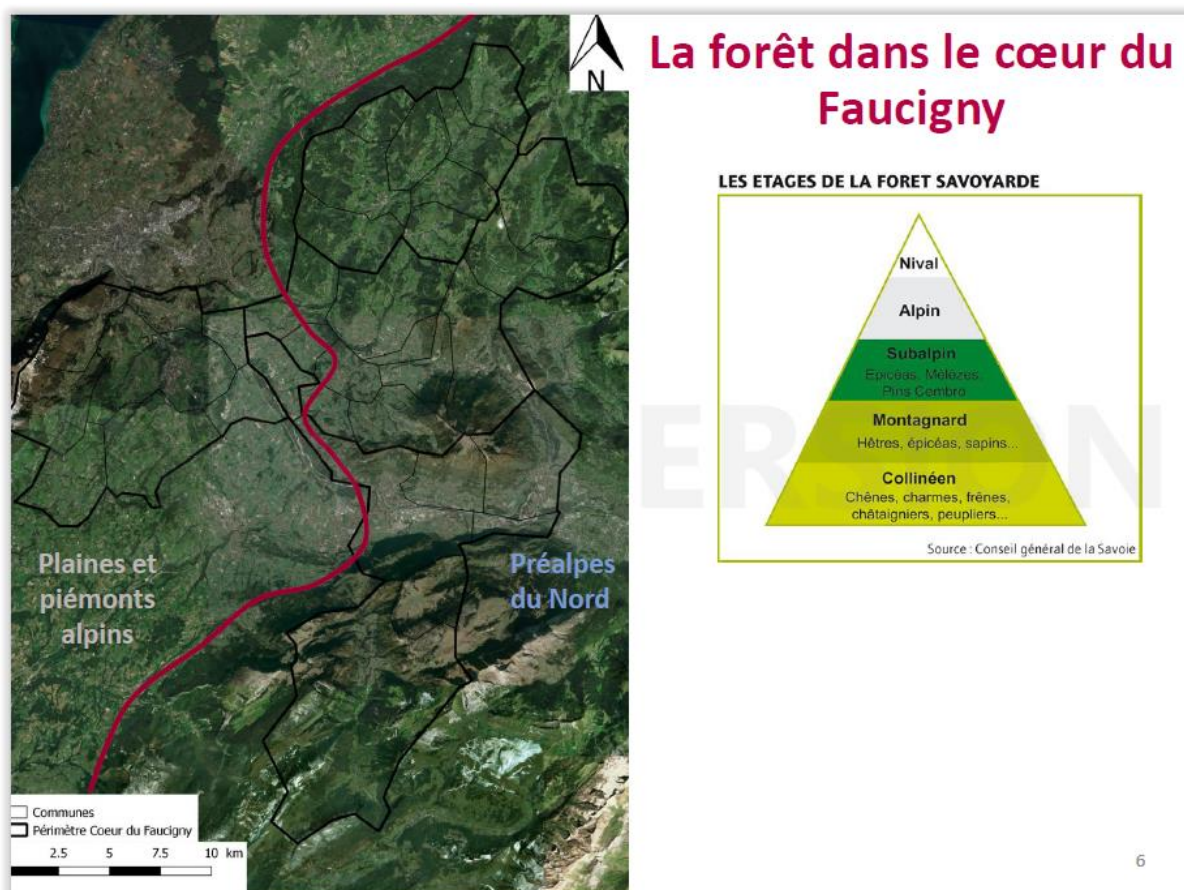 La forêt dans le cœur du
Faucigny
N
LES ETAGES DE LA FORET SAVOYARDE
Nival
Alpin
Subalpin
Epicéas, Mélèzes,
Pins Cembro
Montagnard
Hêtres, épicéas, sapins...
Collinéen
Chênes, charmes, frênes,
châtaigniers, peupliers...
Source : Conseil général de la Savoie
Plaines et
piémonts
alpins
Préalpes
du Nord
Communes
Périmètre Coeur du Faucigny
2.5 5 7.5 10 km
6